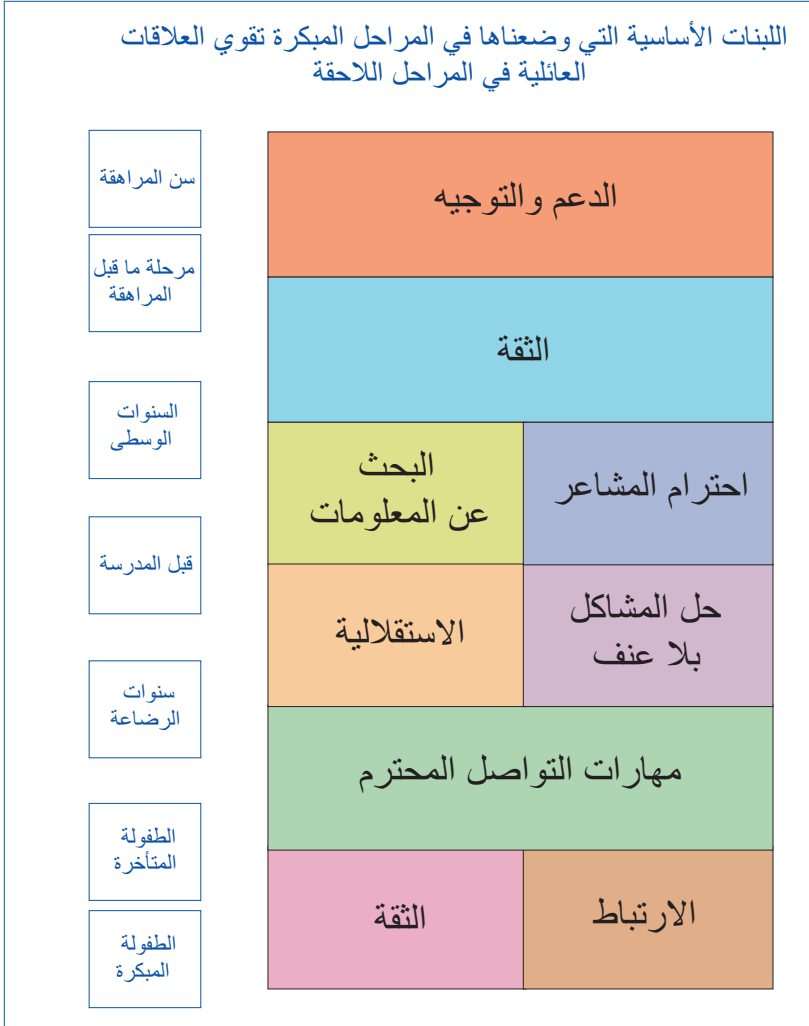 اللبنات الأساسية التي وضعناها في المراحل المبكرة تقوي العلاقات
العائلية في المراحل اللاحقة
الدعم والتوجيه
سن المراهقة
مرحلة ما قبل
المراهقة
الثقة
احترام المشاعر
البحث
عن المعلومات
السنوات
الوسطى
حل المشاكل
بلا عنف
الاستقلالية
قبل المدرسة
مهارات التواصل المحترم
سنوات
الرضاعة
الارتباط
الثقة
الطفولة
المتأخرة
الطفولة
المبكرة